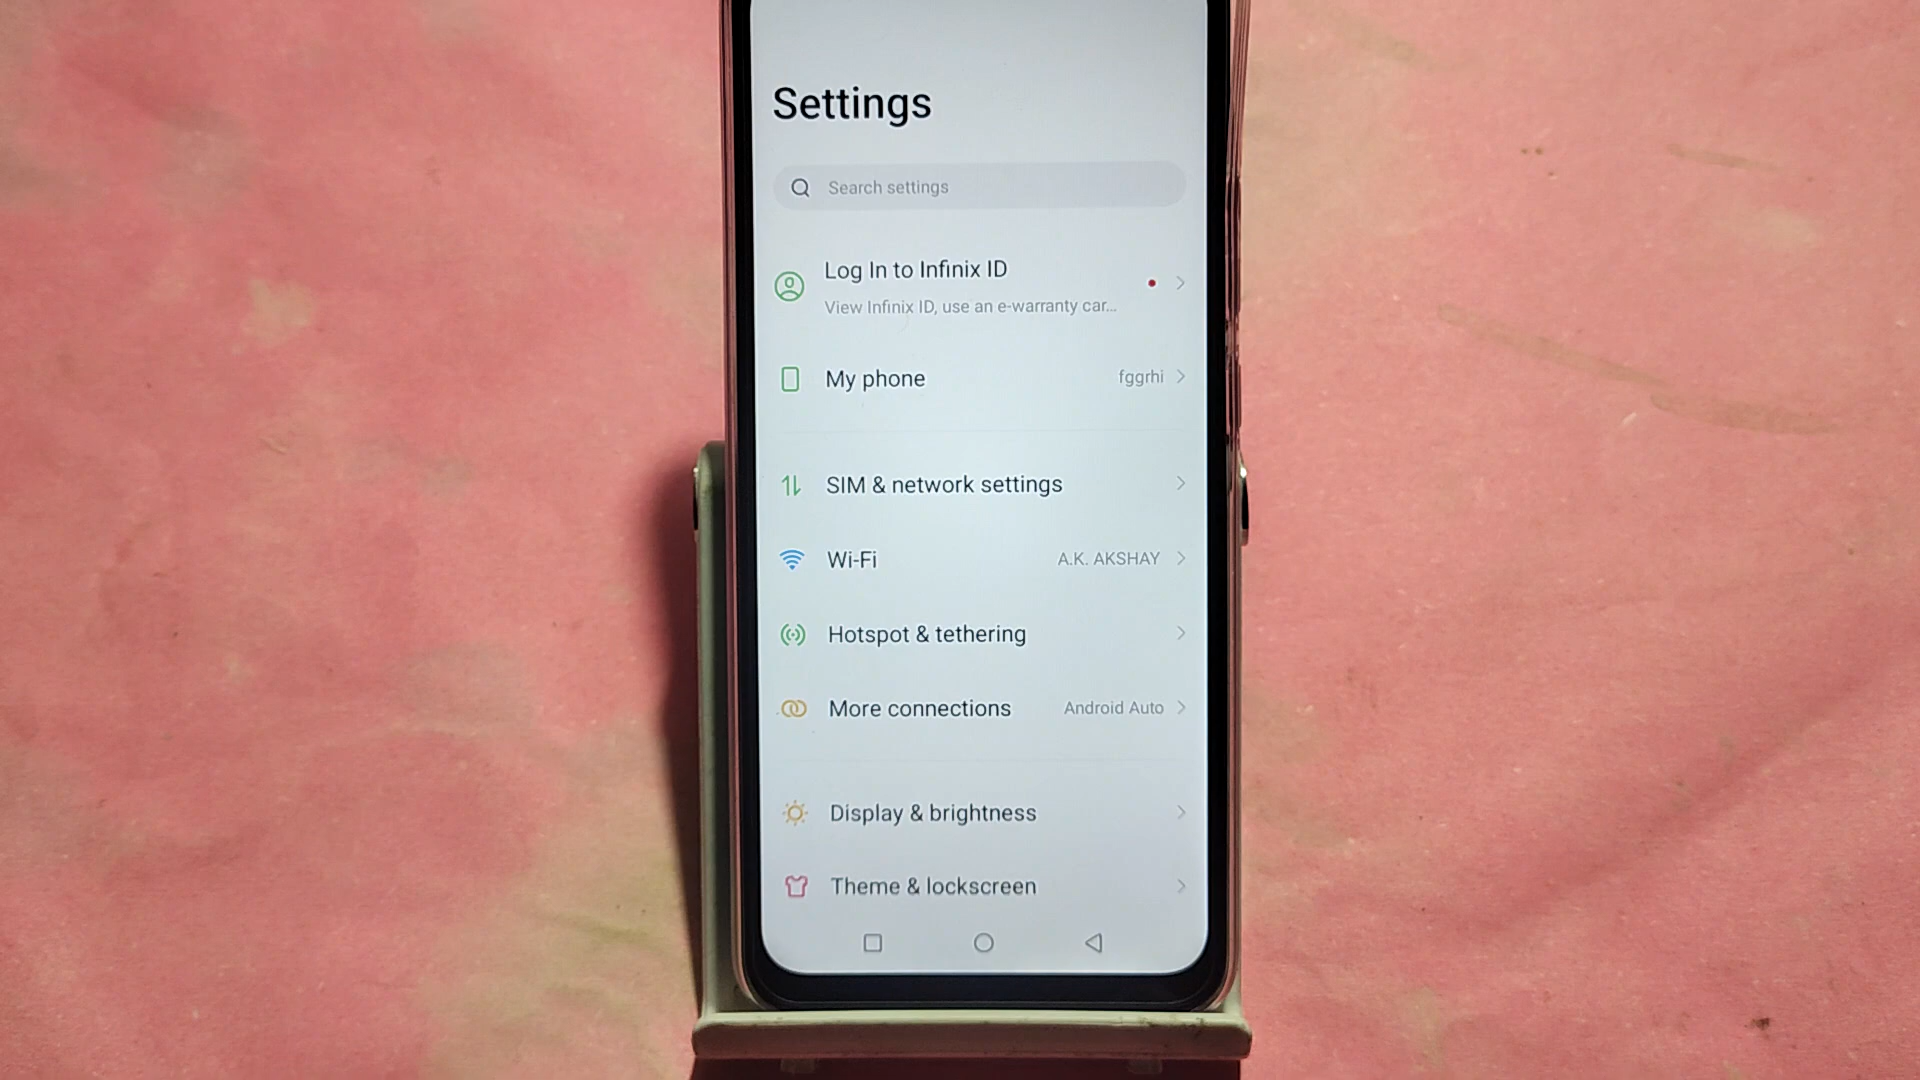 Settings
Search settings
Log In to Infinix ID
View Infinix ID, use an e-warranty car...
My phone fggrhi
SIM & network settings
Wi-Fi A.K. AKSHAY
Hotspot & tethering
More connections Android Auto
Display & brightness
Theme & lockscreen